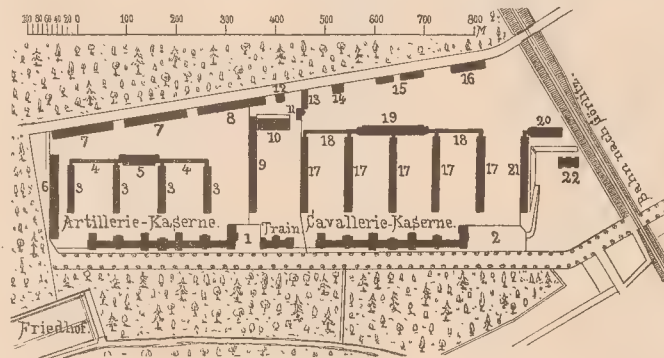 100 80 60 40 20 0 100 200 300 400 500 600 700 800
M
12 13 14 15 16
7 7 8 11 10 19 20
18 18
4 5 4
6 3 3 3 3 9 17 17 17 17 17 21 22
Bahn nach Görlitz.
Artillerie-Kaserne. Train. Cavallerie-Kaserne.
1 2
Friedhof.